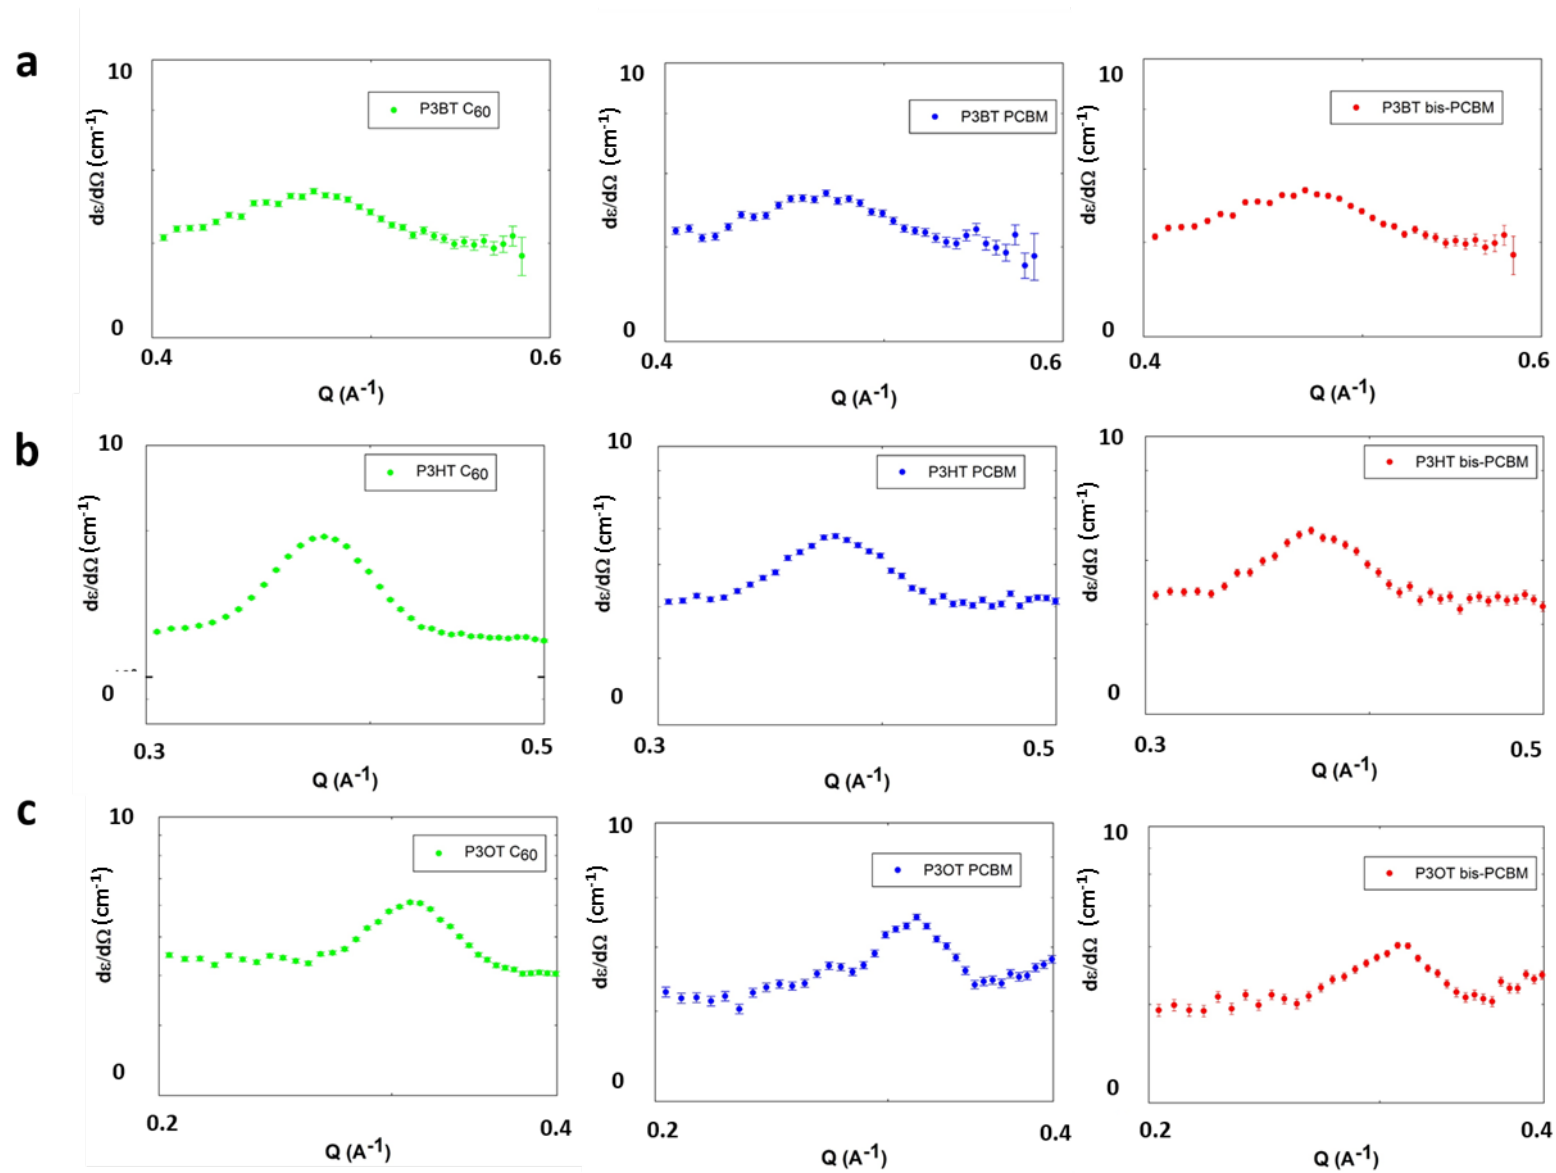 a
10
P3BT C60
dε/dΩ (cm-1)
0
0.4
0.6
Q (A-1)
10
P3BT PCBM
dε/dΩ (cm-1)
0
0.4
0.6
Q (A-1)
10
P3BT bis-PCBM
dε/dΩ (cm-1)
0
0.4
0.6
Q (A-1)
b
10
P3HT C60
dε/dΩ (cm-1)
0
0.3
0.5
Q (A-1)
10
P3HT PCBM
dε/dΩ (cm-1)
0
0.3
0.5
Q (A-1)
10
P3HT bis-PCBM
dε/dΩ (cm-1)
0
0.3
0.5
Q (A-1)
c
10
P3OT C60
dε/dΩ (cm-1)
0
0.2
0.4
Q (A-1)
10
P3OT PCBM
dε/dΩ (cm-1)
0
0.2
0.4
Q (A-1)
10
P3OT bis-PCBM
dε/dΩ (cm-1)
0
0.2
0.4
Q (A-1)